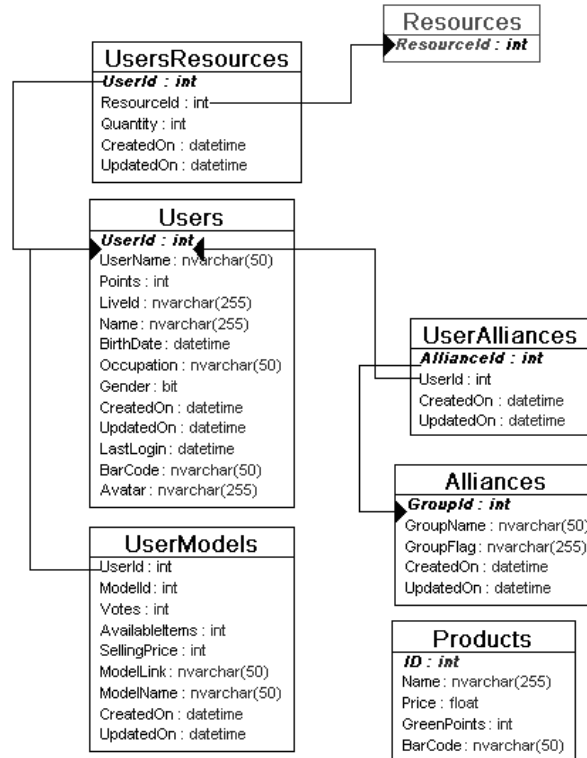 Resources
ResourceId : int
UsersResources
UserId : int
ResourceId : int
Quantity : int
CreatedOn : datetime
UpdatedOn : datetime
Users
UserId : int
UserName : nvarchar(50)
Points : int
LiveId : nvarchar(255)
Name : nvarchar(255)
BirthDate : datetime
Occupation : nvarchar(50)
Gender : bit
CreatedOn : datetime
UpdatedOn : datetime
LastLogin : datetime
BarCode : nvarchar(50)
Avatar : nvarchar(255)
UserAlliances
AllianceId : int
UserId : int
CreatedOn : datetime
UpdatedOn : datetime
Alliances
GroupId : int
GroupName : nvarchar(50)
GroupFlag : nvarchar(255)
CreatedOn : datetime
UpdatedOn : datetime
UserModels
UserId : int
ModelId : int
Votes : int
AvailableItems : int
SellingPrice : int
ModelLink : nvarchar(50)
ModelName : nvarchar(50)
CreatedOn : datetime
UpdatedOn : datetime
Products
ID : int
Name : nvarchar(255)
Price : float
GreenPoints : int
BarCode : nvarchar(50)